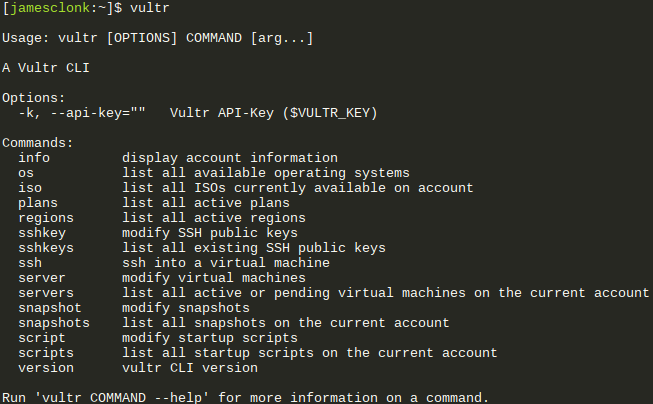 [jamesclonk:~]$ vultr
Usage: vultr [OPTIONS] COMMAND [arg...]
A Vultr CLI
Options:
-k, --api-key="" Vultr API-Key ($VULTR_KEY)
Commands:
info display account information
os list all available operating systems
iso list all ISOs currently available on account
plans list all active plans
regions list all active regions
sshkey modify SSH public keys
sshkeys list all existing SSH public keys
ssh ssh into a virtual machine
server modify virtual machines
servers list all active or pending virtual machines on the current account
snapshot modify snapshots
snapshots list all snapshots on the current account
script modify startup scripts
scripts list all startup scripts on the current account
version vultr CLI version
Run 'vultr COMMAND --help' for more information on a command.